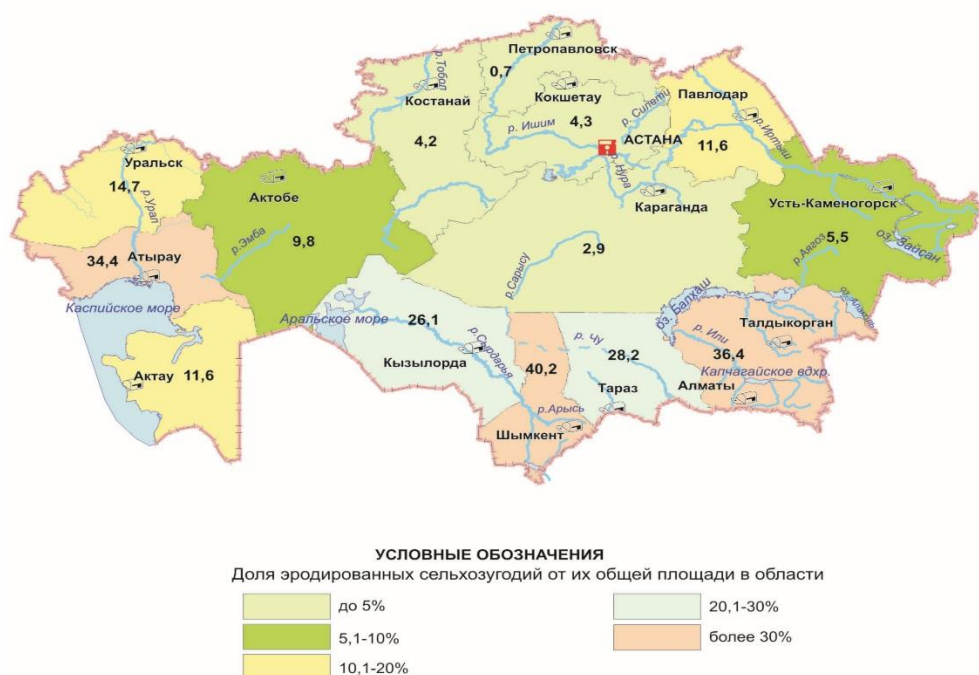 Петропавловск
р.Тобол
0,7
Костанай
Кокшетау
р. Силети
Павлодар
р.Иртыш
4,2
р. Ишим
4,3
АСТАНА
11,6
р. Нура
Караганда
Уральск
14,7
р.Урал
Актобе
9,8
р.Эмба
Усть-Каменогорск
5,5
оз. Зайсан
р.Аягоз
34,4
Атырау
2,9
р.Сарысу
Каспийское море
Аральское море
26,1
р.Сырдарья
Кызылорда
оз. Балхаш
Талдыкорган
р. Или
36,4
Капчагайское вдхр.
р. Чу
28,2
40,2
Тараз
Алматы
Актау
11,6
р.Арысь
Шымкент
УСЛОВНЫЕ ОБОЗНАЧЕНИЯ
Доля эродированных сельхозугодий от их общей площади в области
до 5%
5,1-10%
10,1-20%
20,1-30%
более 30%